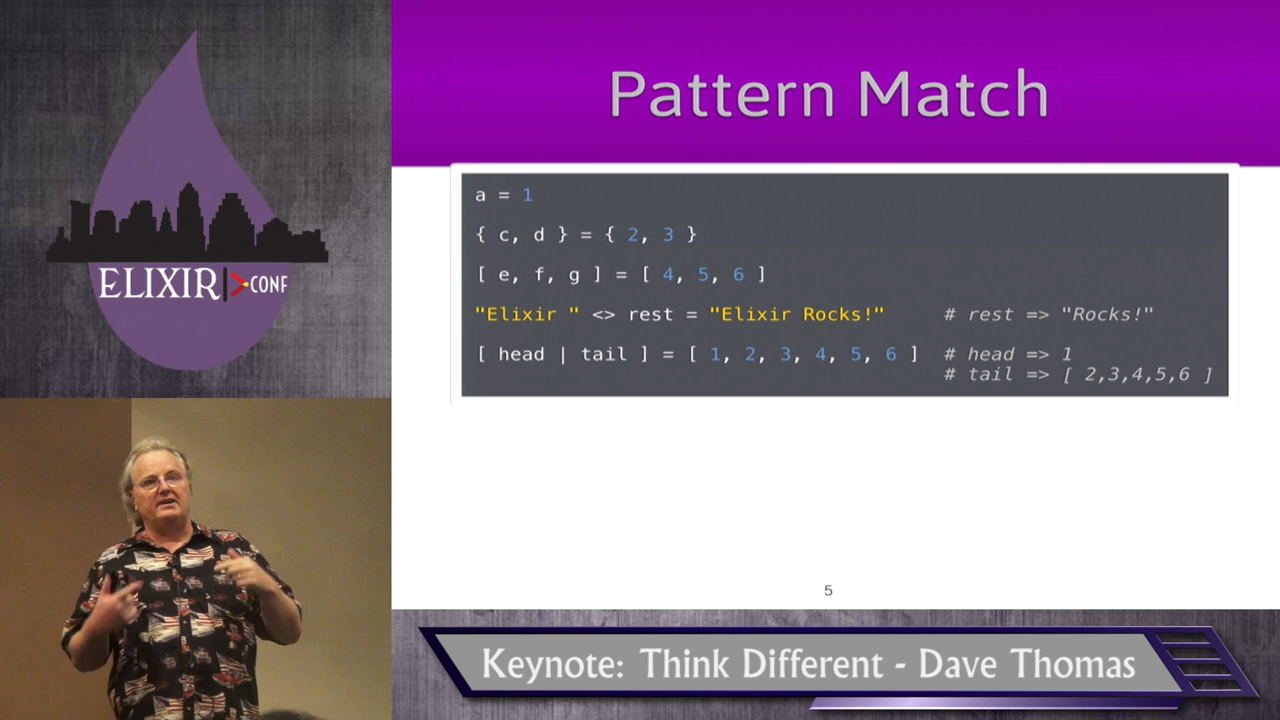 ELIXIR CONF
Pattern Match
a = 1
{ c, d } = { 2, 3 }
[ e, f, g ] = [ 4, 5, 6 ]
"Elixir " <> rest = "Elixir Rocks!" # rest => "Rocks!"
[ head | tail ] = [ 1, 2, 3, 4, 5, 6 ] # head => 1
# tail => [ 2,3,4,5,6 ]
5
Keynote: Think Different - Dave Thomas